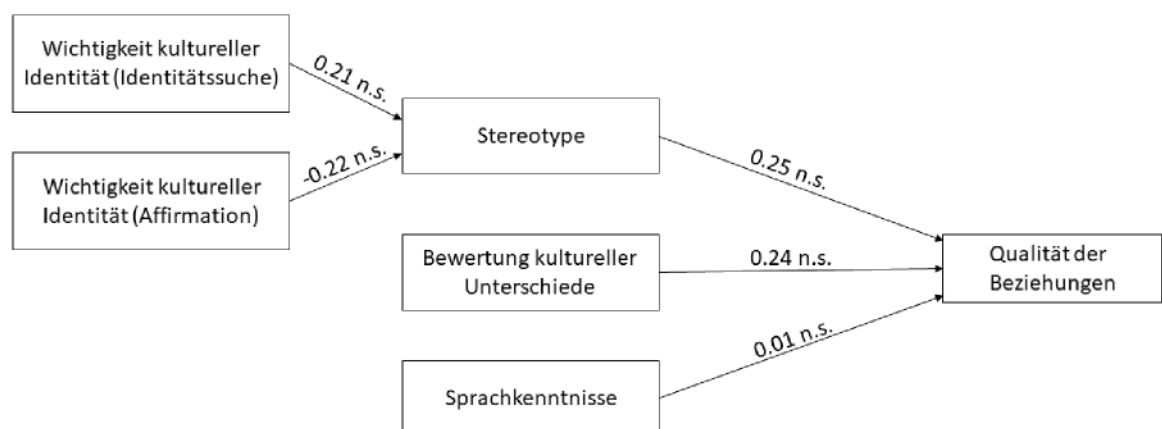 Wichtigkeit kultureller
Identität (Identitätssuche)
0.21 n.s.
Stereotype
Wichtigkeit kultureller
Identität (Affirmation)
-0.22 n.s.
0.25 n.s.
Bewertung kultureller
Unterschiede
0.24 n.s.
Qualität der
Beziehungen
Sprachkenntnisse
0.01 n.s.